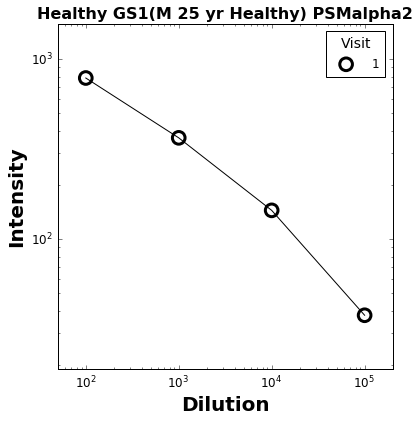 Healthy GS1(M 25 yr Healthy) PSMalpha2
Visit
1
10³
10²
Intensity
10² 10³ 10⁴ 10⁵
Dilution